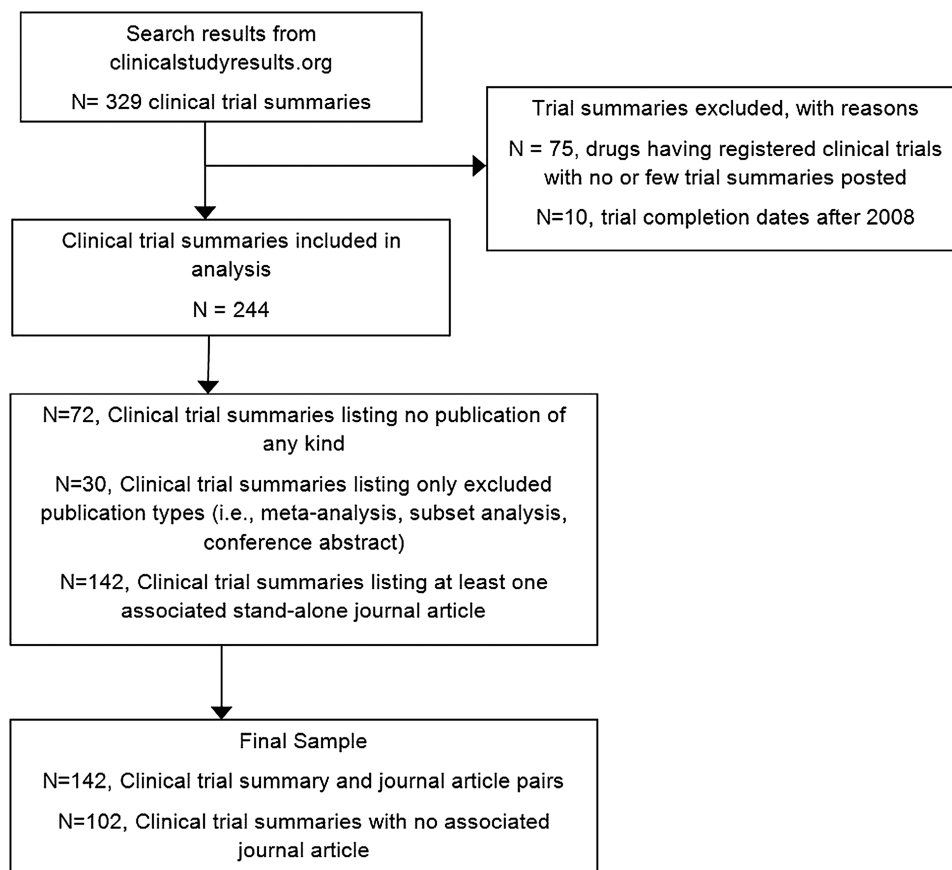 Search results from
clinicalstudyresults.org
N= 329 clinical trial summaries
Trial summaries excluded, with reasons
N = 75, drugs having registered clinical trials
with no or few trial summaries posted
N=10, trial completion dates after 2008
Clinical trial summaries included in
analysis
N = 244
N=72, Clinical trial summaries listing no publication of
any kind
N=30, Clinical trial summaries listing only excluded
publication types (i.e., meta-analysis, subset analysis,
conference abstract)
N=142, Clinical trial summaries listing at least one
associated stand-alone journal article
Final Sample
N=142, Clinical trial summary and journal article pairs
N=102, Clinical trial summaries with no associated
journal article